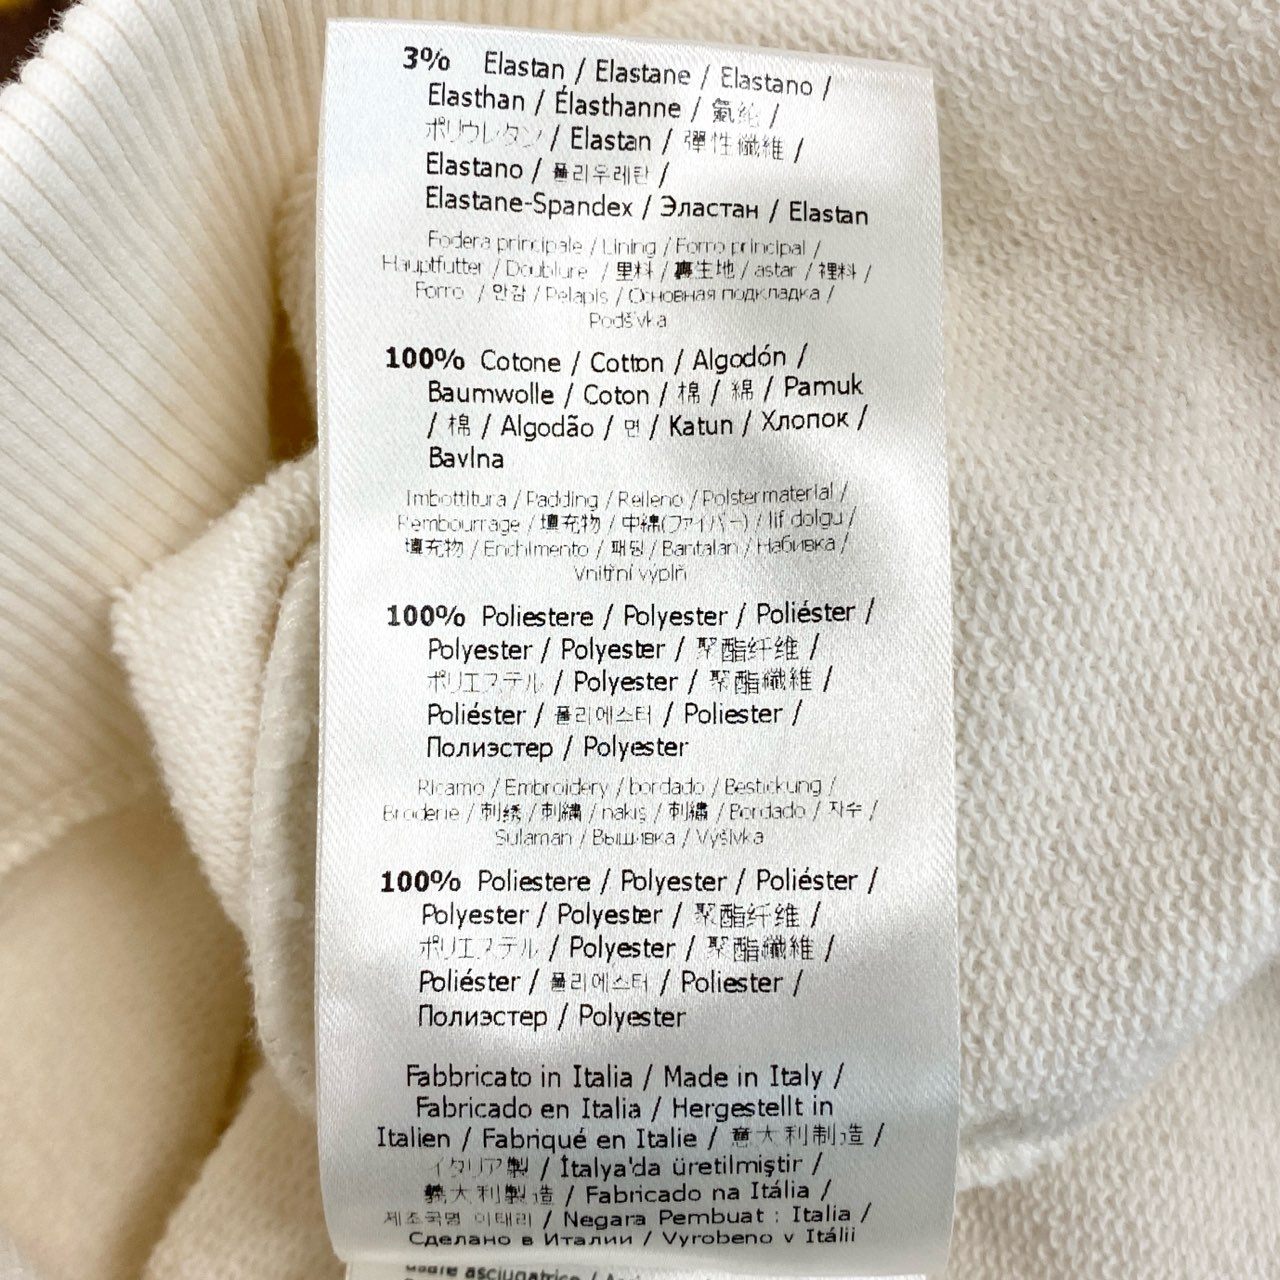 3% Elastan / Elastane / Elastano /
Elasthan / Élasthanne / 氨纶 /
ポリウレタン / Elastan / 彈性纖維 /
Elastano / 폴리우레탄 /
Elastane-Spandex / Эластан / Elastan
Fodera principale / Lining / Forro principal /
Hauptfutter / Doublure / 里料 / 裏生地 / astar / 裡料 /
Forro / 안감 / Pelapis / Основная подкладка /
Podšívka
100% Cotone / Cotton / Algodón /
Baumwolle / Coton / 棉 / 綿 / Pamuk
/ 棉 / Algodão / 면 / Katun / Хлопок /
Bavlna
Imbottitura / Padding / Relleno / Polstermaterial /
Rembourrage / 填充物 / 中綿(ファイバー) / lif dolgu /
填充物 / Enchimento / 패딩 / Bantalan / Набивка /
Vnitřní výplň
100% Poliestere / Polyester / Poliéster /
Polyester / Polyester / 聚酯纤维 /
ポリエステル / Polyester / 聚酯纖維 /
Poliéster / 폴리에스터 / Poliester /
Полиэстер / Polyester
Ricamo / Embroidery / bordado / Bestickung /
Broderie / 刺绣 / 刺繍 / nakış / 刺繡 / Bordado / 자수 /
Sulaman / Вышивка / Výšivka
100% Poliestere / Polyester / Poliéster /
Polyester / Polyester / 聚酯纤维 /
ポリエステル / Polyester / 聚酯纖維 /
Poliéster / 폴리에스터 / Poliester /
Полиэстер / Polyester
Fabbricato in Italia / Made in Italy /
Fabricado en Italia / Hergestellt in
Italien / Fabriqué en Italie / 意大利制造 /
イタリア製 / İtalya'da üretilmiştir /
義大利製造 / Fabricado na Itália /
제조국명 이태리 / Negara Pembuat : Italia /
Сделано в Италии / Vyrobeno v Itálii
asciugatrice